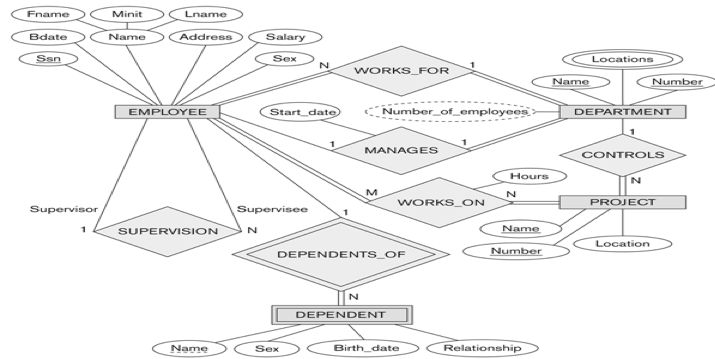 Fname
Minit
Lname
Bdate
Name
Address
Salary
Ssn
Sex
N
WORKS_FOR
1
Locations
Name
Number
EMPLOYEE
Start_date
Number_of_employees
DEPARTMENT
1
MANAGES
1
1
CONTROLS
N
Hours
M
WORKS_ON
N
PROJECT
Supervisor
Supervisee
1
SUPERVISION
N
1
Name
Number
Location
DEPENDENTS_OF
N
DEPENDENT
Name
Sex
Birth_date
Relationship